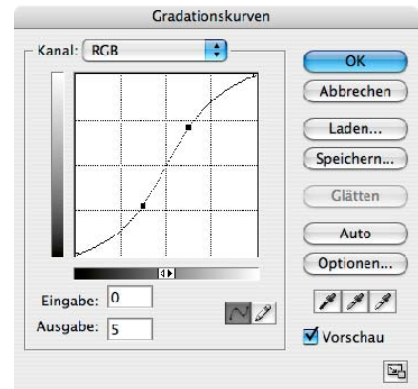 Gradationskurven
Kanal: RGB
OK
Abbrechen
Laden...
Speichern...
Glätten
Auto
Optionen...
Eingabe: 0
Ausgabe: 5
Vorschau